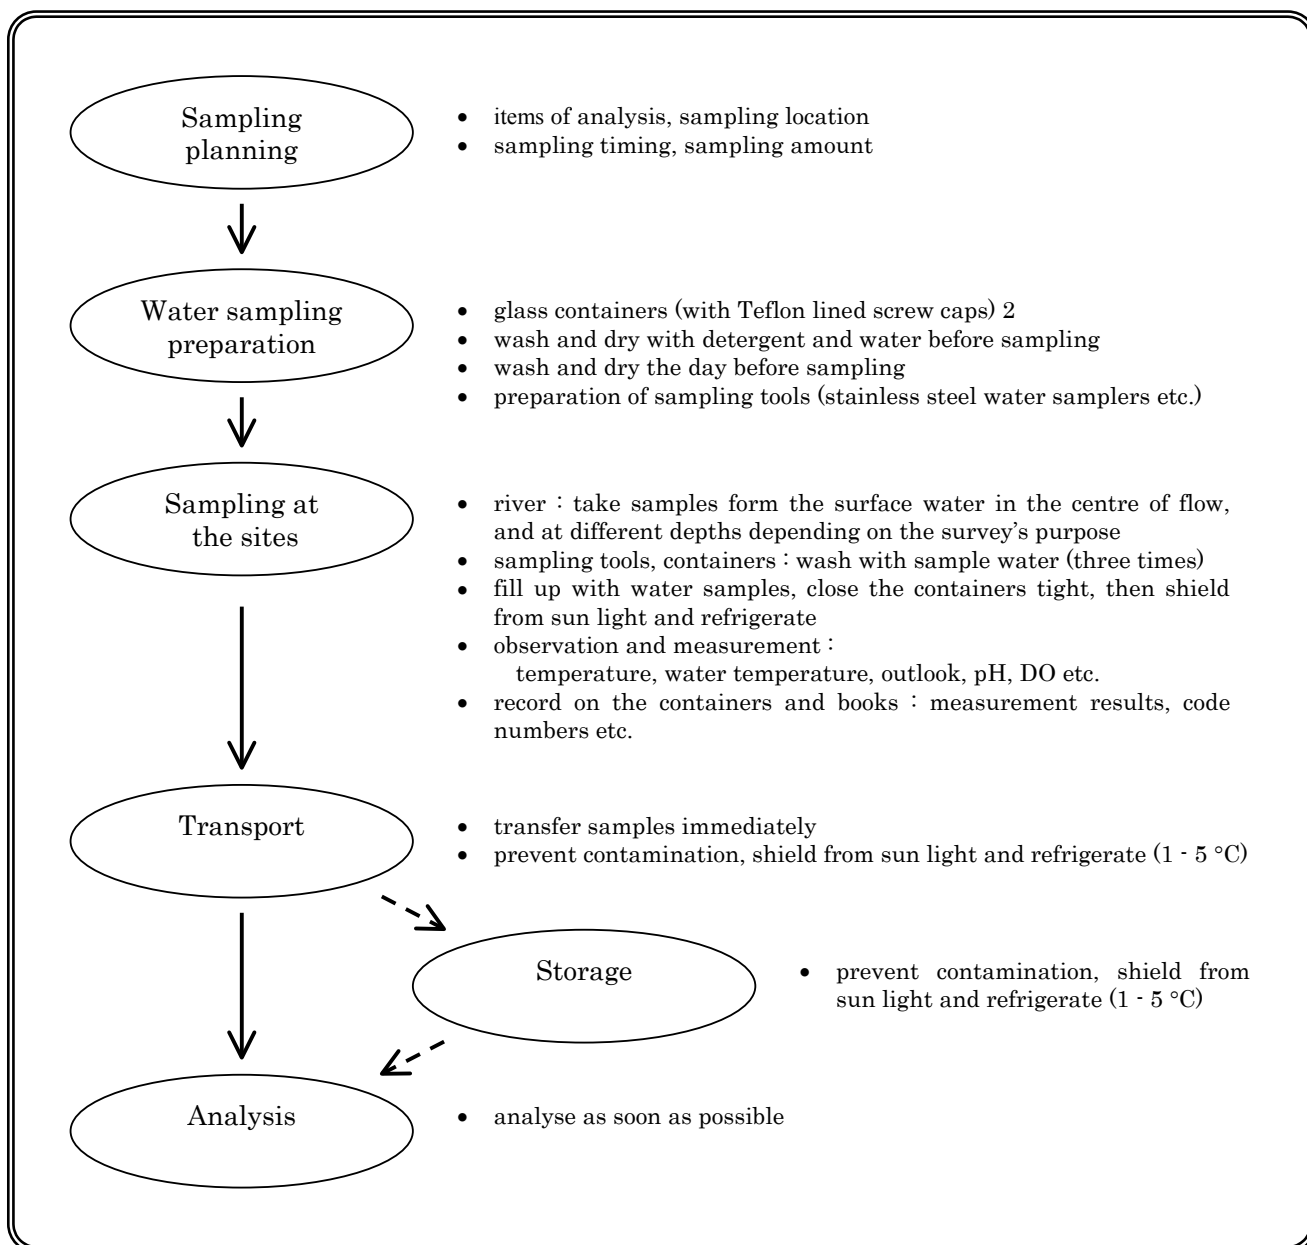 Sampling
planning
• items of analysis, sampling location
• sampling timing, sampling amount
Water sampling
preparation
• glass containers (with Teflon lined screw caps) 2
• wash and dry with detergent and water before sampling
• wash and dry the day before sampling
• preparation of sampling tools (stainless steel water samplers etc.)
Sampling at
the sites
• river : take samples form the surface water in the centre of flow,
and at different depths depending on the survey's purpose
• sampling tools, containers : wash with sample water (three times)
• fill up with water samples, close the containers tight, then shield
from sun light and refrigerate
• observation and measurement :
temperature, water temperature, outlook, pH, DO etc.
• record on the containers and books : measurement results, code
numbers etc.
Transport
• transfer samples immediately
• prevent contamination, shield from sun light and refrigerate (1 - 5 °C)
Storage
• prevent contamination, shield from
sun light and refrigerate (1 - 5 °C)
Analysis
• analyse as soon as possible